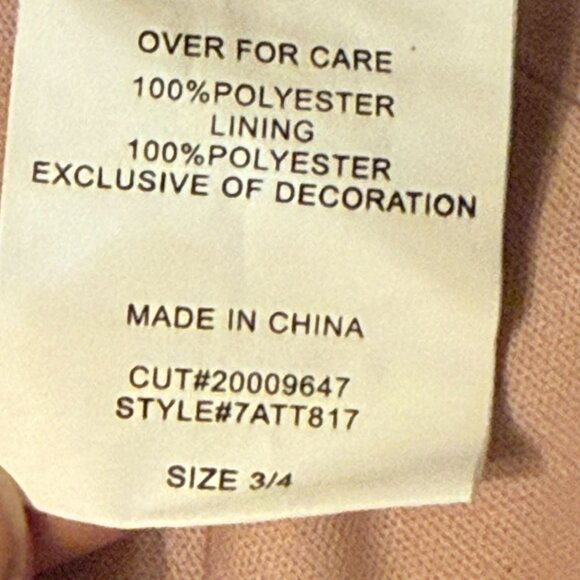 OVER FOR CARE
100%POLYESTER
LINING
100%POLYESTER
EXCLUSIVE OF DECORATION
MADE IN CHINA
CUT#20009647
STYLE#7ATT817
SIZE 3/4